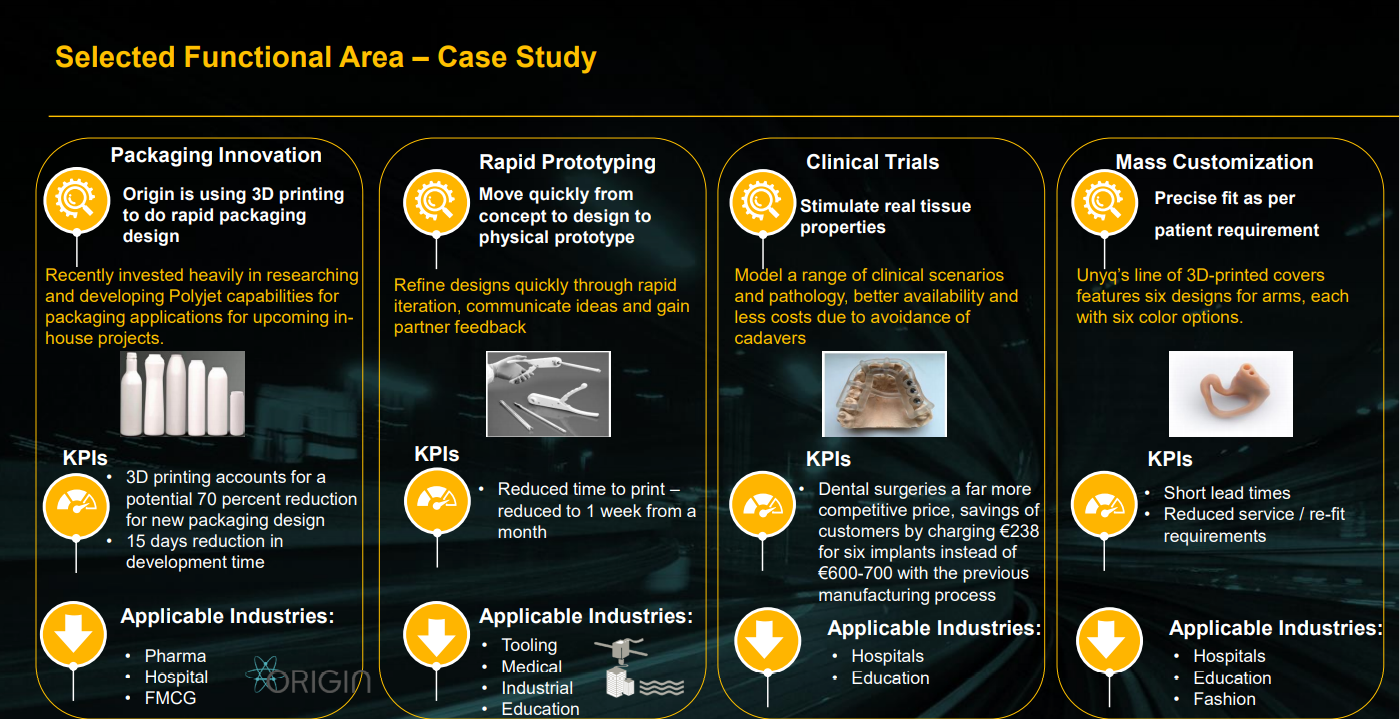 Selected Functional Area – Case Study
Packaging Innovation
Origin is using 3D printing
to do rapid packaging
design
Recently invested heavily in researching
and developing Polyjet capabilities for
packaging applications for upcoming in-
house projects.
KPIs
• 3D printing accounts for a
potential 70 percent reduction
for new packaging design
• 15 days reduction in
development time
Applicable Industries:
• Pharma
• Hospital
• FMCG
ORIGIN
Rapid Prototyping
Move quickly from
concept to design to
physical prototype
Refine designs quickly through rapid
iteration, communicate ideas and gain
partner feedback
KPIs
• Reduced time to print –
reduced to 1 week from a
month
Applicable Industries:
• Tooling
• Medical
• Industrial
• Education
Clinical Trials
Stimulate real tissue
properties
Model a range of clinical scenarios
and pathology, better availability and
less costs due to avoidance of
cadavers
KPIs
• Dental surgeries a far more
competitive price, savings of
customers by charging €238
for six implants instead of
€600-700 with the previous
manufacturing process
Applicable Industries:
• Hospitals
• Education
Mass Customization
Precise fit as per
patient requirement
Unyq's line of 3D-printed covers
features six designs for arms, each
with six color options.
KPIs
• Short lead times
• Reduced service / re-fit
requirements
Applicable Industries:
• Hospitals
• Education
• Fashion